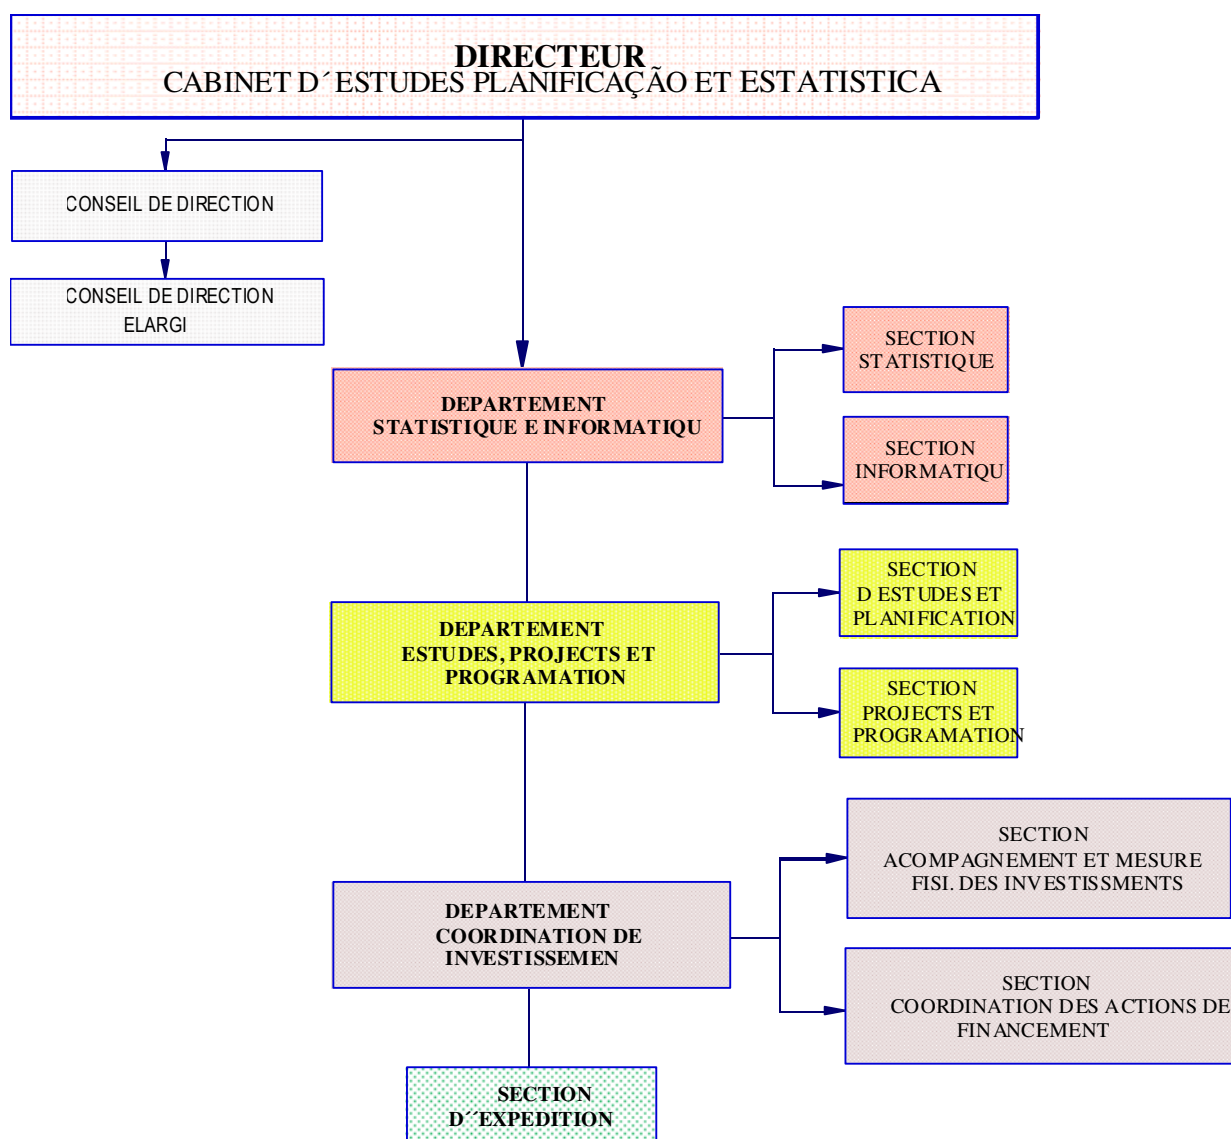 DIRECTEUR
CABINET D´ESTUDES PLANIFICAÇÃO ET ESTATISTICA
CONSEIL DE DIRECTION
CONSEIL DE DIRECTION
ELARGI
SECTION
STATISTIQUE
DEPARTEMENT
STATISTIQUE E INFORMATIQU
SECTION
INFORMATIQU
SECTION
D ESTUDES ET
PLANIFICATION
DEPARTEMENT
ESTUDES, PROJECTS ET
PROGRAMATION
SECTION
PROJECTS ET
PROGRAMATION
SECTION
ACOMPAGNEMENT ET MESURE
FISI. DES INVESTISSMENTS
DEPARTEMENT
COORDINATION DE
INVESTISSEMEN
SECTION
COORDINATION DES ACTIONS DE
FINANCEMENT
SECTION
D´´EXPEDITION